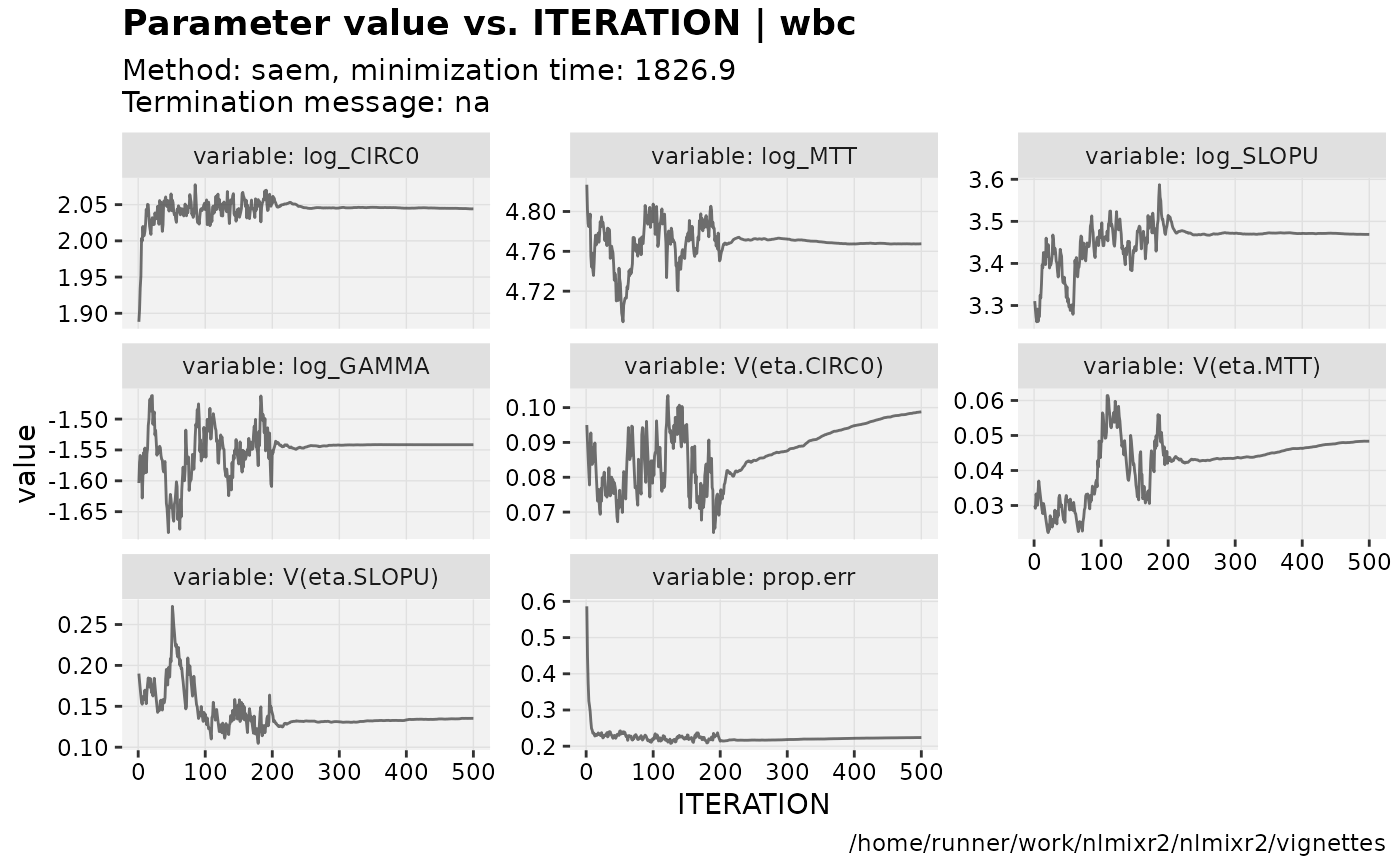 Parameter value vs. ITERATION | wbc
Method: saem, minimization time: 1826.9
Termination message: na
variable: log_CIRC0
variable: log_MTT
variable: log_SLOPU
2.05
2.00
1.95
1.90
4.80
4.76
4.72
3.6
3.5
3.4
3.3
variable: log_GAMMA
variable: V(eta.CIRC0)
variable: V(eta.MTT)
-1.50
-1.55
-1.60
-1.65
0.10
0.09
0.08
0.07
0.06
0.05
0.04
0.03
0 100 200 300 400 500
value
variable: V(eta.SLOPU)
variable: prop.err
0.25
0.20
0.15
0.10
0.6
0.5
0.4
0.3
0.2
0 100 200 300 400 500
0 100 200 300 400 500
ITERATION
/home/runner/work/nlmixr2/nlmixr2/vignettes